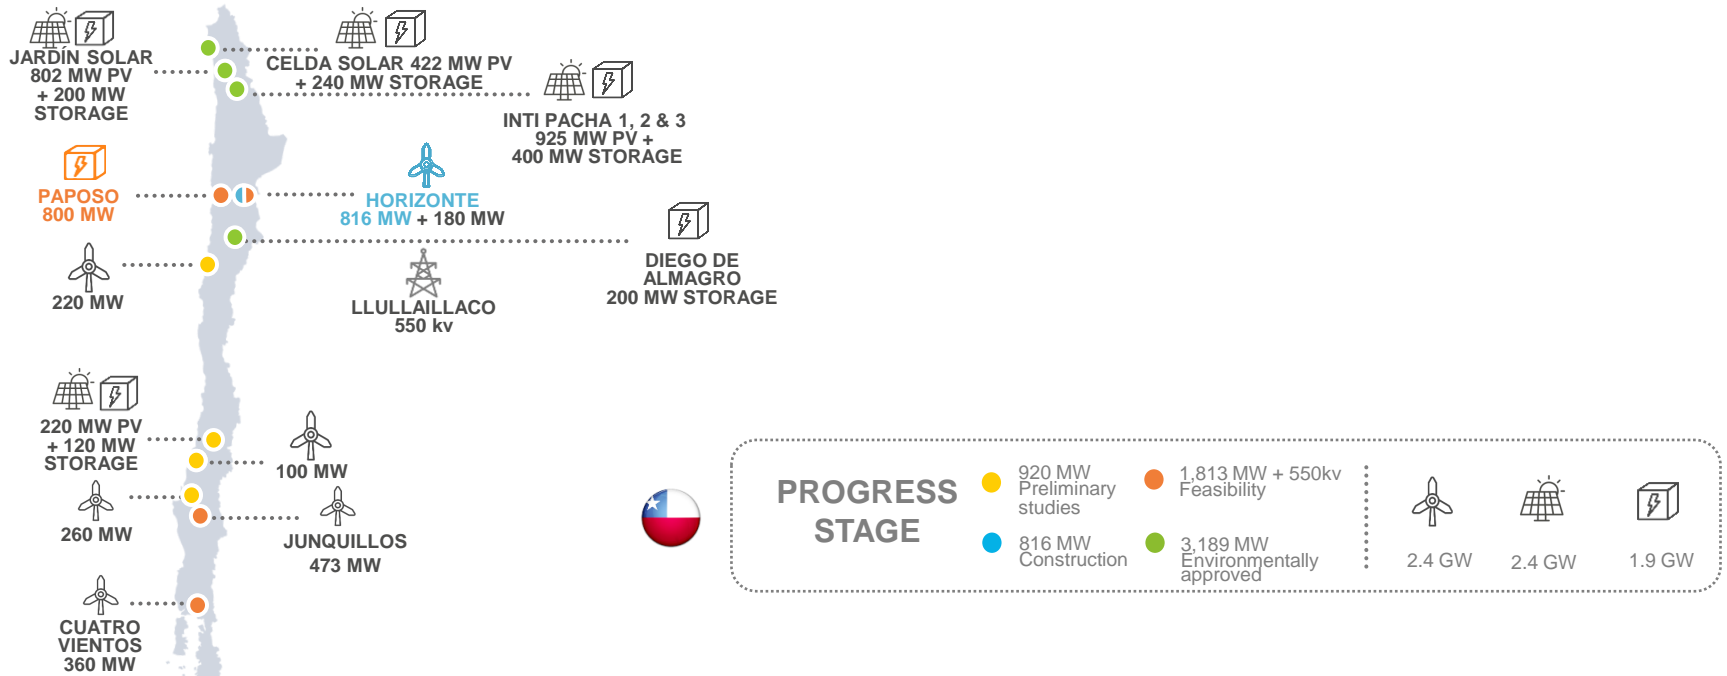 JARDÍN SOLAR
802 MW PV
+ 200 MW
STORAGE
CELDA SOLAR 422 MW PV
+ 240 MW STORAGE
INTI PACHA 1, 2 & 3
925 MW PV +
400 MW STORAGE
PAPOSO
800 MW
HORIZONTE
816 MW + 180 MW
DIEGO DE
ALMAGRO
200 MW STORAGE
220 MW
LLULLAILLACO
550 kv
220 MW PV
+ 120 MW
STORAGE
100 MW
260 MW
JUNQUILLOS
473 MW
CUATRO
VIENTOS
360 MW
PROGRESS
STAGE
920 MW
Preliminary
studies
1,813 MW + 550kv
Feasibility
816 MW
Construction
3,189 MW
Environmentally
approved
2.4 GW
2.4 GW
1.9 GW